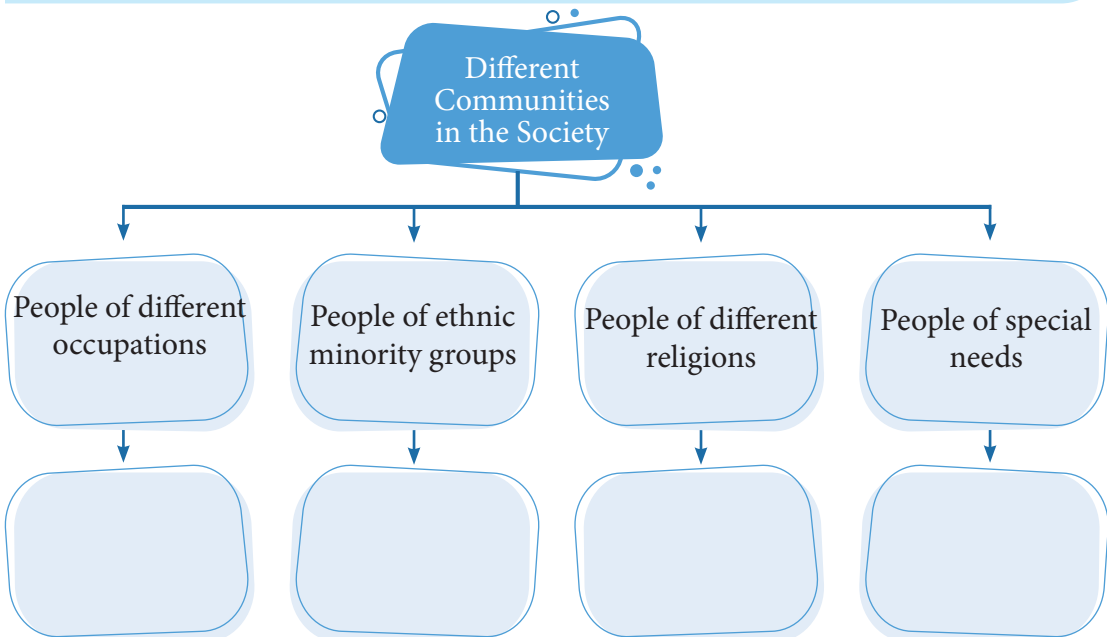 Different
Communities
in the Society
People of different
occupations
People of ethnic
minority groups
People of different
religions
People of special
needs